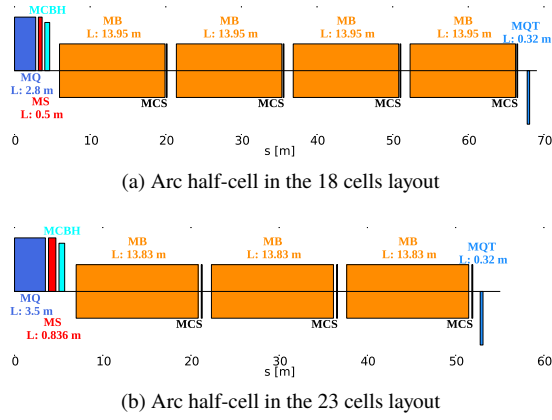 MCBH
MB
L: 13.95 m
MB
L: 13.95 m
MB
L: 13.95 m
MB
L: 13.95 m
MQT
L: 0.32 m
MQ
L: 2.8 m
MS
L: 0.5 m
MCS
MCS
MCS
MCS
0 10 20 30 40 50 60 70
s [m]
(a) Arc half-cell in the 18 cells layout
MCBH
MB
L: 13.83 m
MB
L: 13.83 m
MB
L: 13.83 m
MQT
L: 0.32 m
MQ
L: 3.5 m
MS
L: 0.836 m
MCS
MCS
MCS
0 10 20 30 40 50 60
s [m]
(b) Arc half-cell in the 23 cells layout